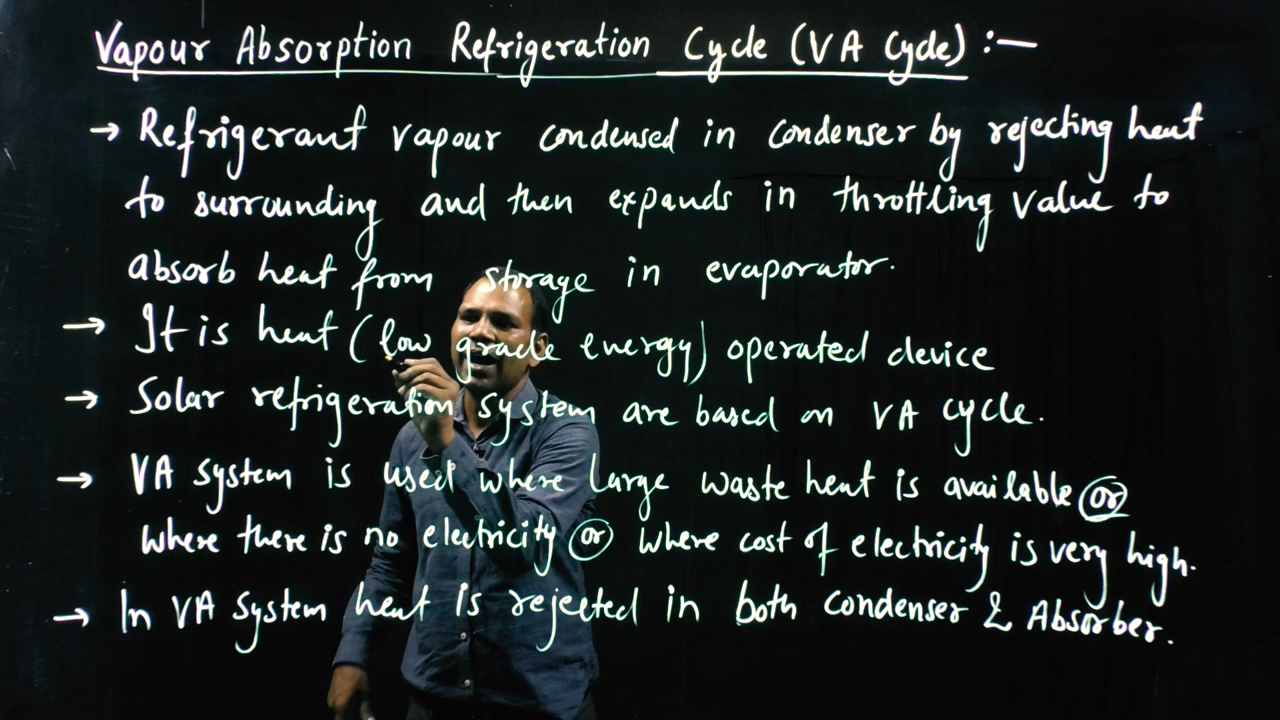 Vapour Absorption Refrigeration Cycle (VA Cycle) :—
→ Refrigerant vapour condensed in condenser by rejecting heat
to surrounding and then expands in throttling value to
absorb heat from storage in evaporator.
→ It is heat (low grade energy) operated device
→ Solar refrigeration system are based on VA cycle.
→ VA system is used where large waste heat is available or
where there is no electricity or where cost of electricity is very high.
→ In VA system heat is rejected in both condenser & Absorber.